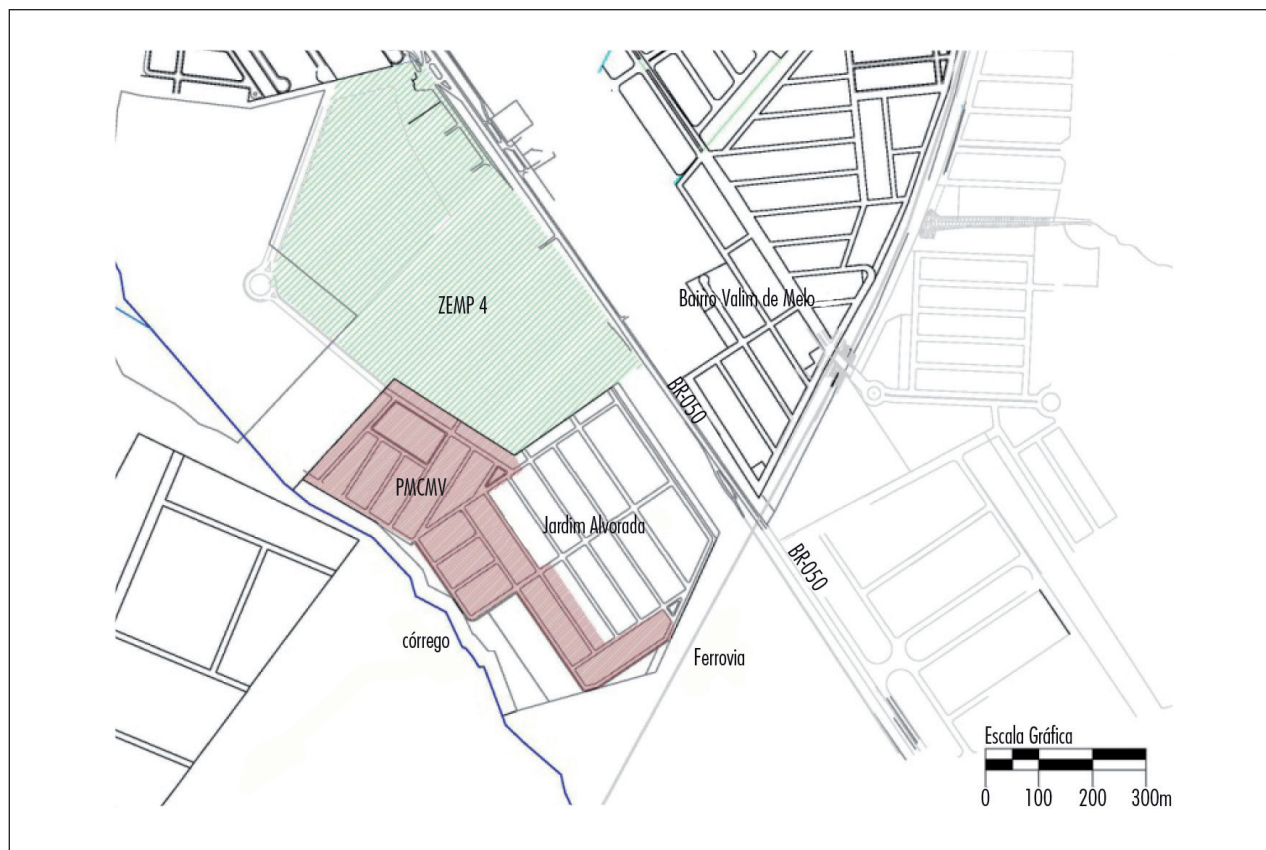 Bairro Valim de Melo
ZEMP 4
BR-050
PMCMV
Jardim Alvorada
BR-050
córrego
Ferrovia
Escala Gráfica
0 100 200 300m